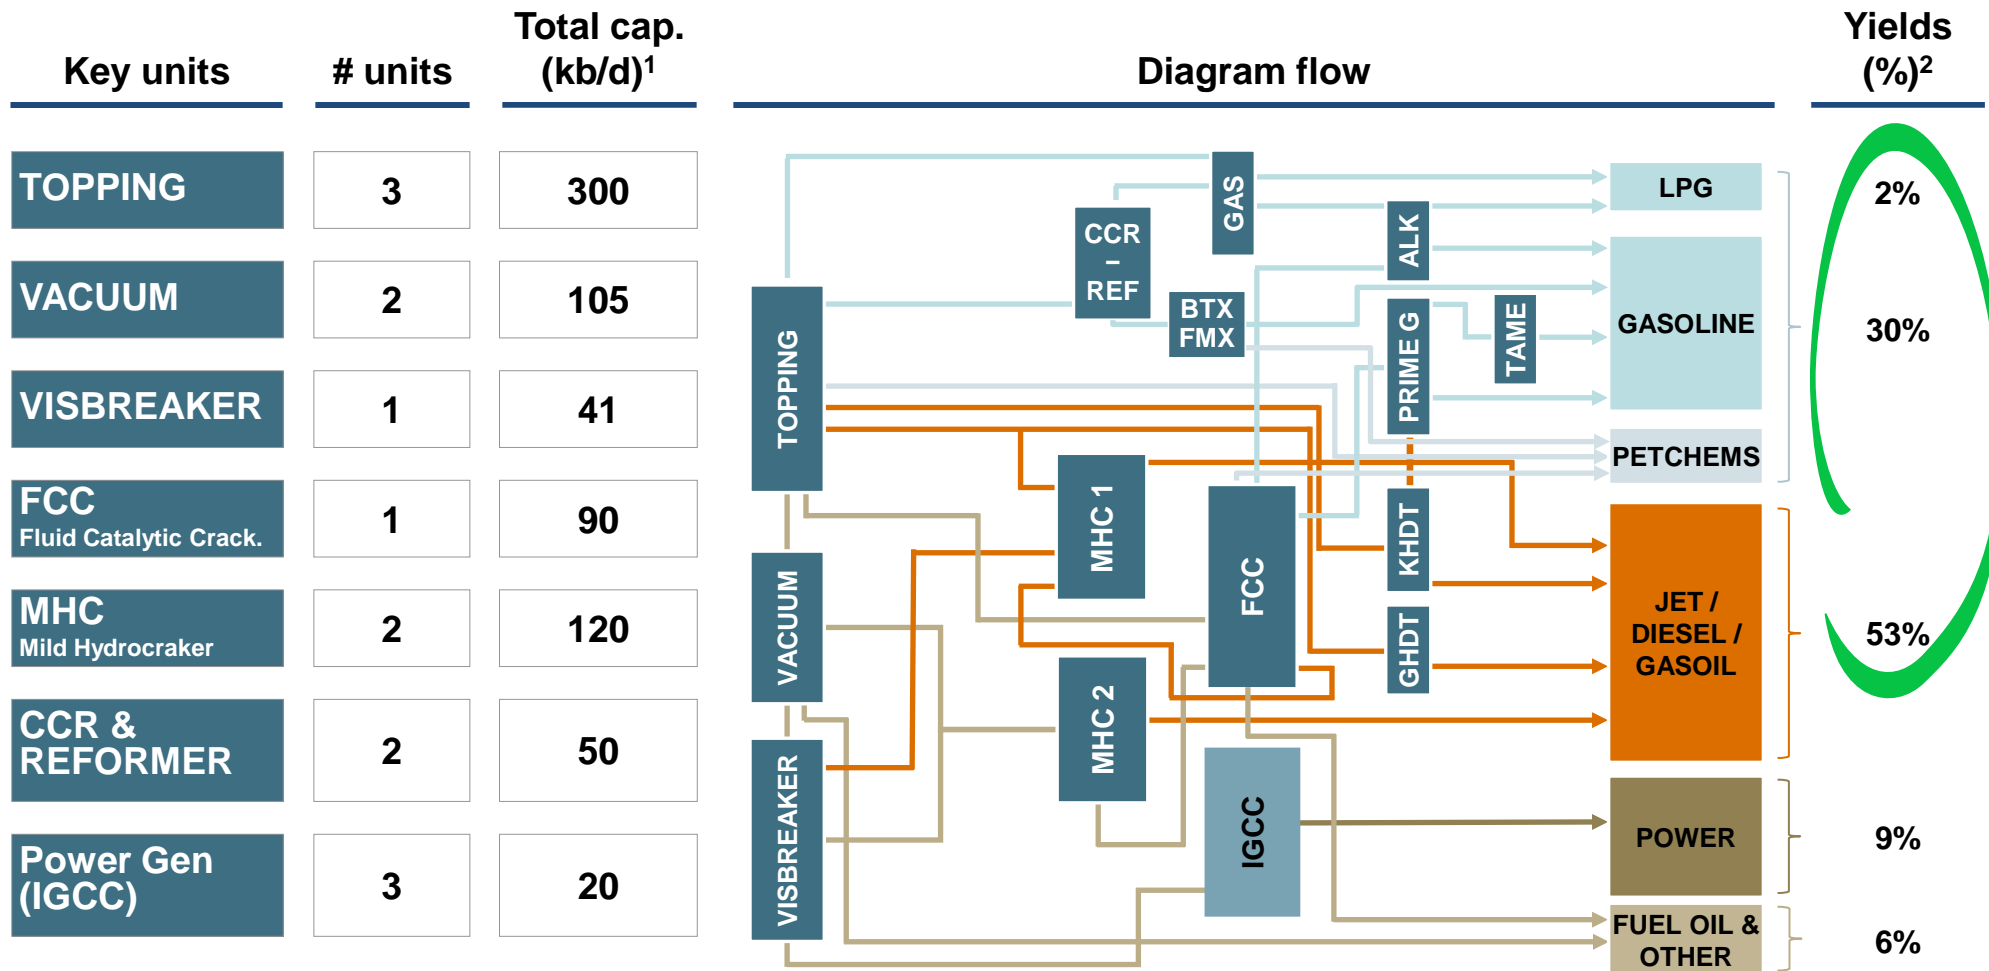 Key units
# units
Total cap.
(kb/d)1
Diagram flow
Yields
(%)2
TOPPING
3
300
VACUUM
2
105
VISBREAKER
1
41
FCC
Fluid Catalytic Crack.
1
90
MHC
Mild Hydrocraker
2
120
CCR &
REFORMER
2
50
Power Gen
(IGCC)
3
20
TOPPING
VACUUM
VISBREAKER
CCR
–
REF
BTX
FMX
GAS
MHC 1
MHC 2
FCC
IGCC
ALK
PRIME G
TAME
KHDT
GHDT
LPG
GASOLINE
PETCHEMS
JET /
DIESEL /
GASOIL
POWER
FUEL OIL &
OTHER
2%
30%
53%
9%
6%